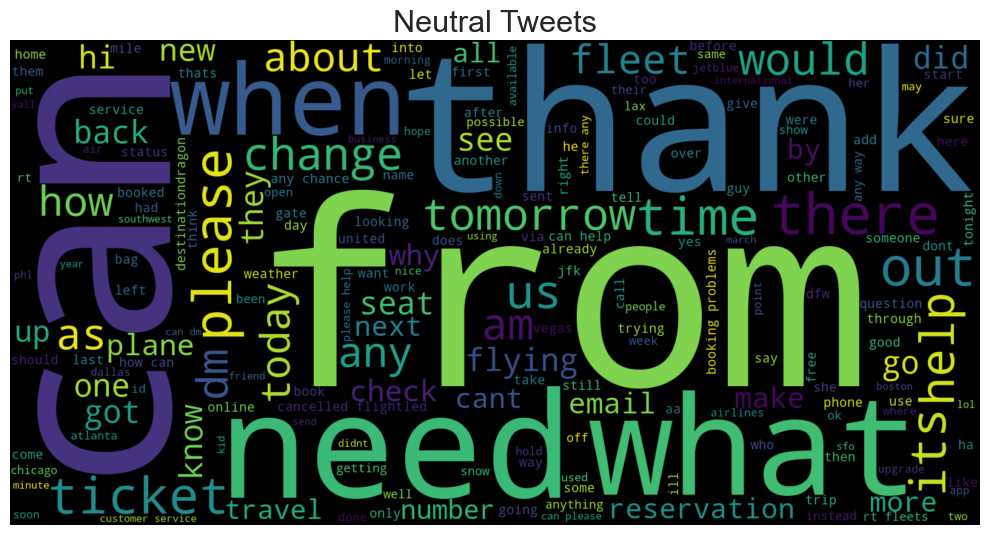 Neutral Tweets
home
mile
into
morning
all
before
same
their
her
may
them
hi
new
about
let
first
available
fleet
jetblue
international
did
put
thats
when
thank
too
would
start
yall
service
after
give
sure
can
back
air
status
change
hope
business
see
possible
info
he
there any
lax
could
were
show
add
any way
by
here
rt
how
booked
had
southwest
destinationdragon
think
please
they
any chance
name
open
another
down
right
over
guy
other
sent
tell
tomorrow
time
there
tonight
gate
day
looking
united
does
using
via
can help
already
yes
march
someone
dont
phl
year
bag
left
weather
been
want
nice
work
why
from
jfk
us
call
people
trying
week
booking problems
point
dfw
question
through
out
up
as
plane
can dm
dm
today
please help
seat
next
any
am
vegas
flying
say
free
good
go
itshelp
should
last
how can
dallas
id
one
got
friend
book
check
cant
take
still
email
aa
airlines
make
she
phone
ok
boston
use
where
lol
atlanta
know
online
cancelled flightled
send
need
what
off
who
sfo
then
ha
come
chicago
minute
kid
didnt
getting
snow
hold
way
used
some
ill
upgrade
like
app
soon
ticket
customer service
travel
well
done
only
number
going
anything
can please
reservation
trip
instead
more
rt fleets
two